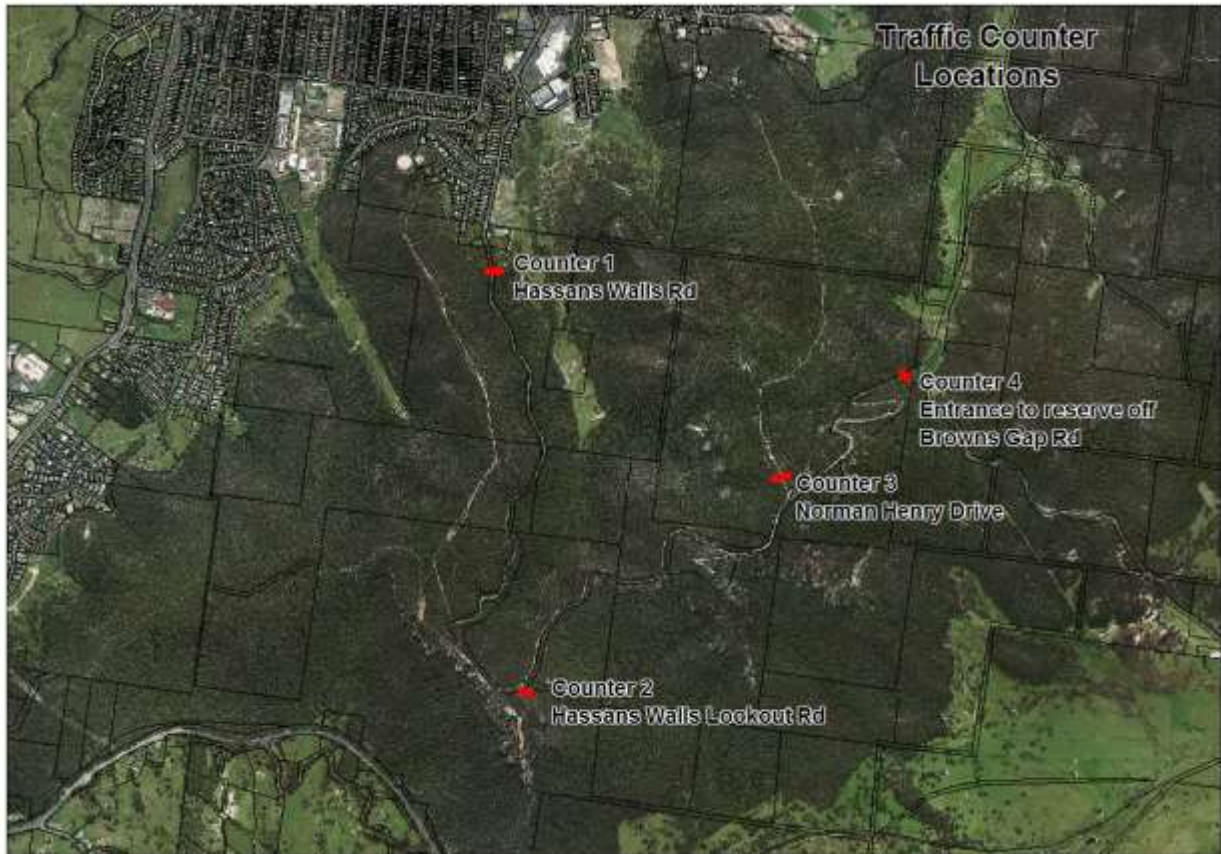 Traffic Counter
Locations
Counter 1
Hassans Walls Rd
Counter 4
Entrance to reserve off
Browns Gap Rd
Counter 3
Norman Henry Drive
Counter 2
Hassans Walls Lookout Rd